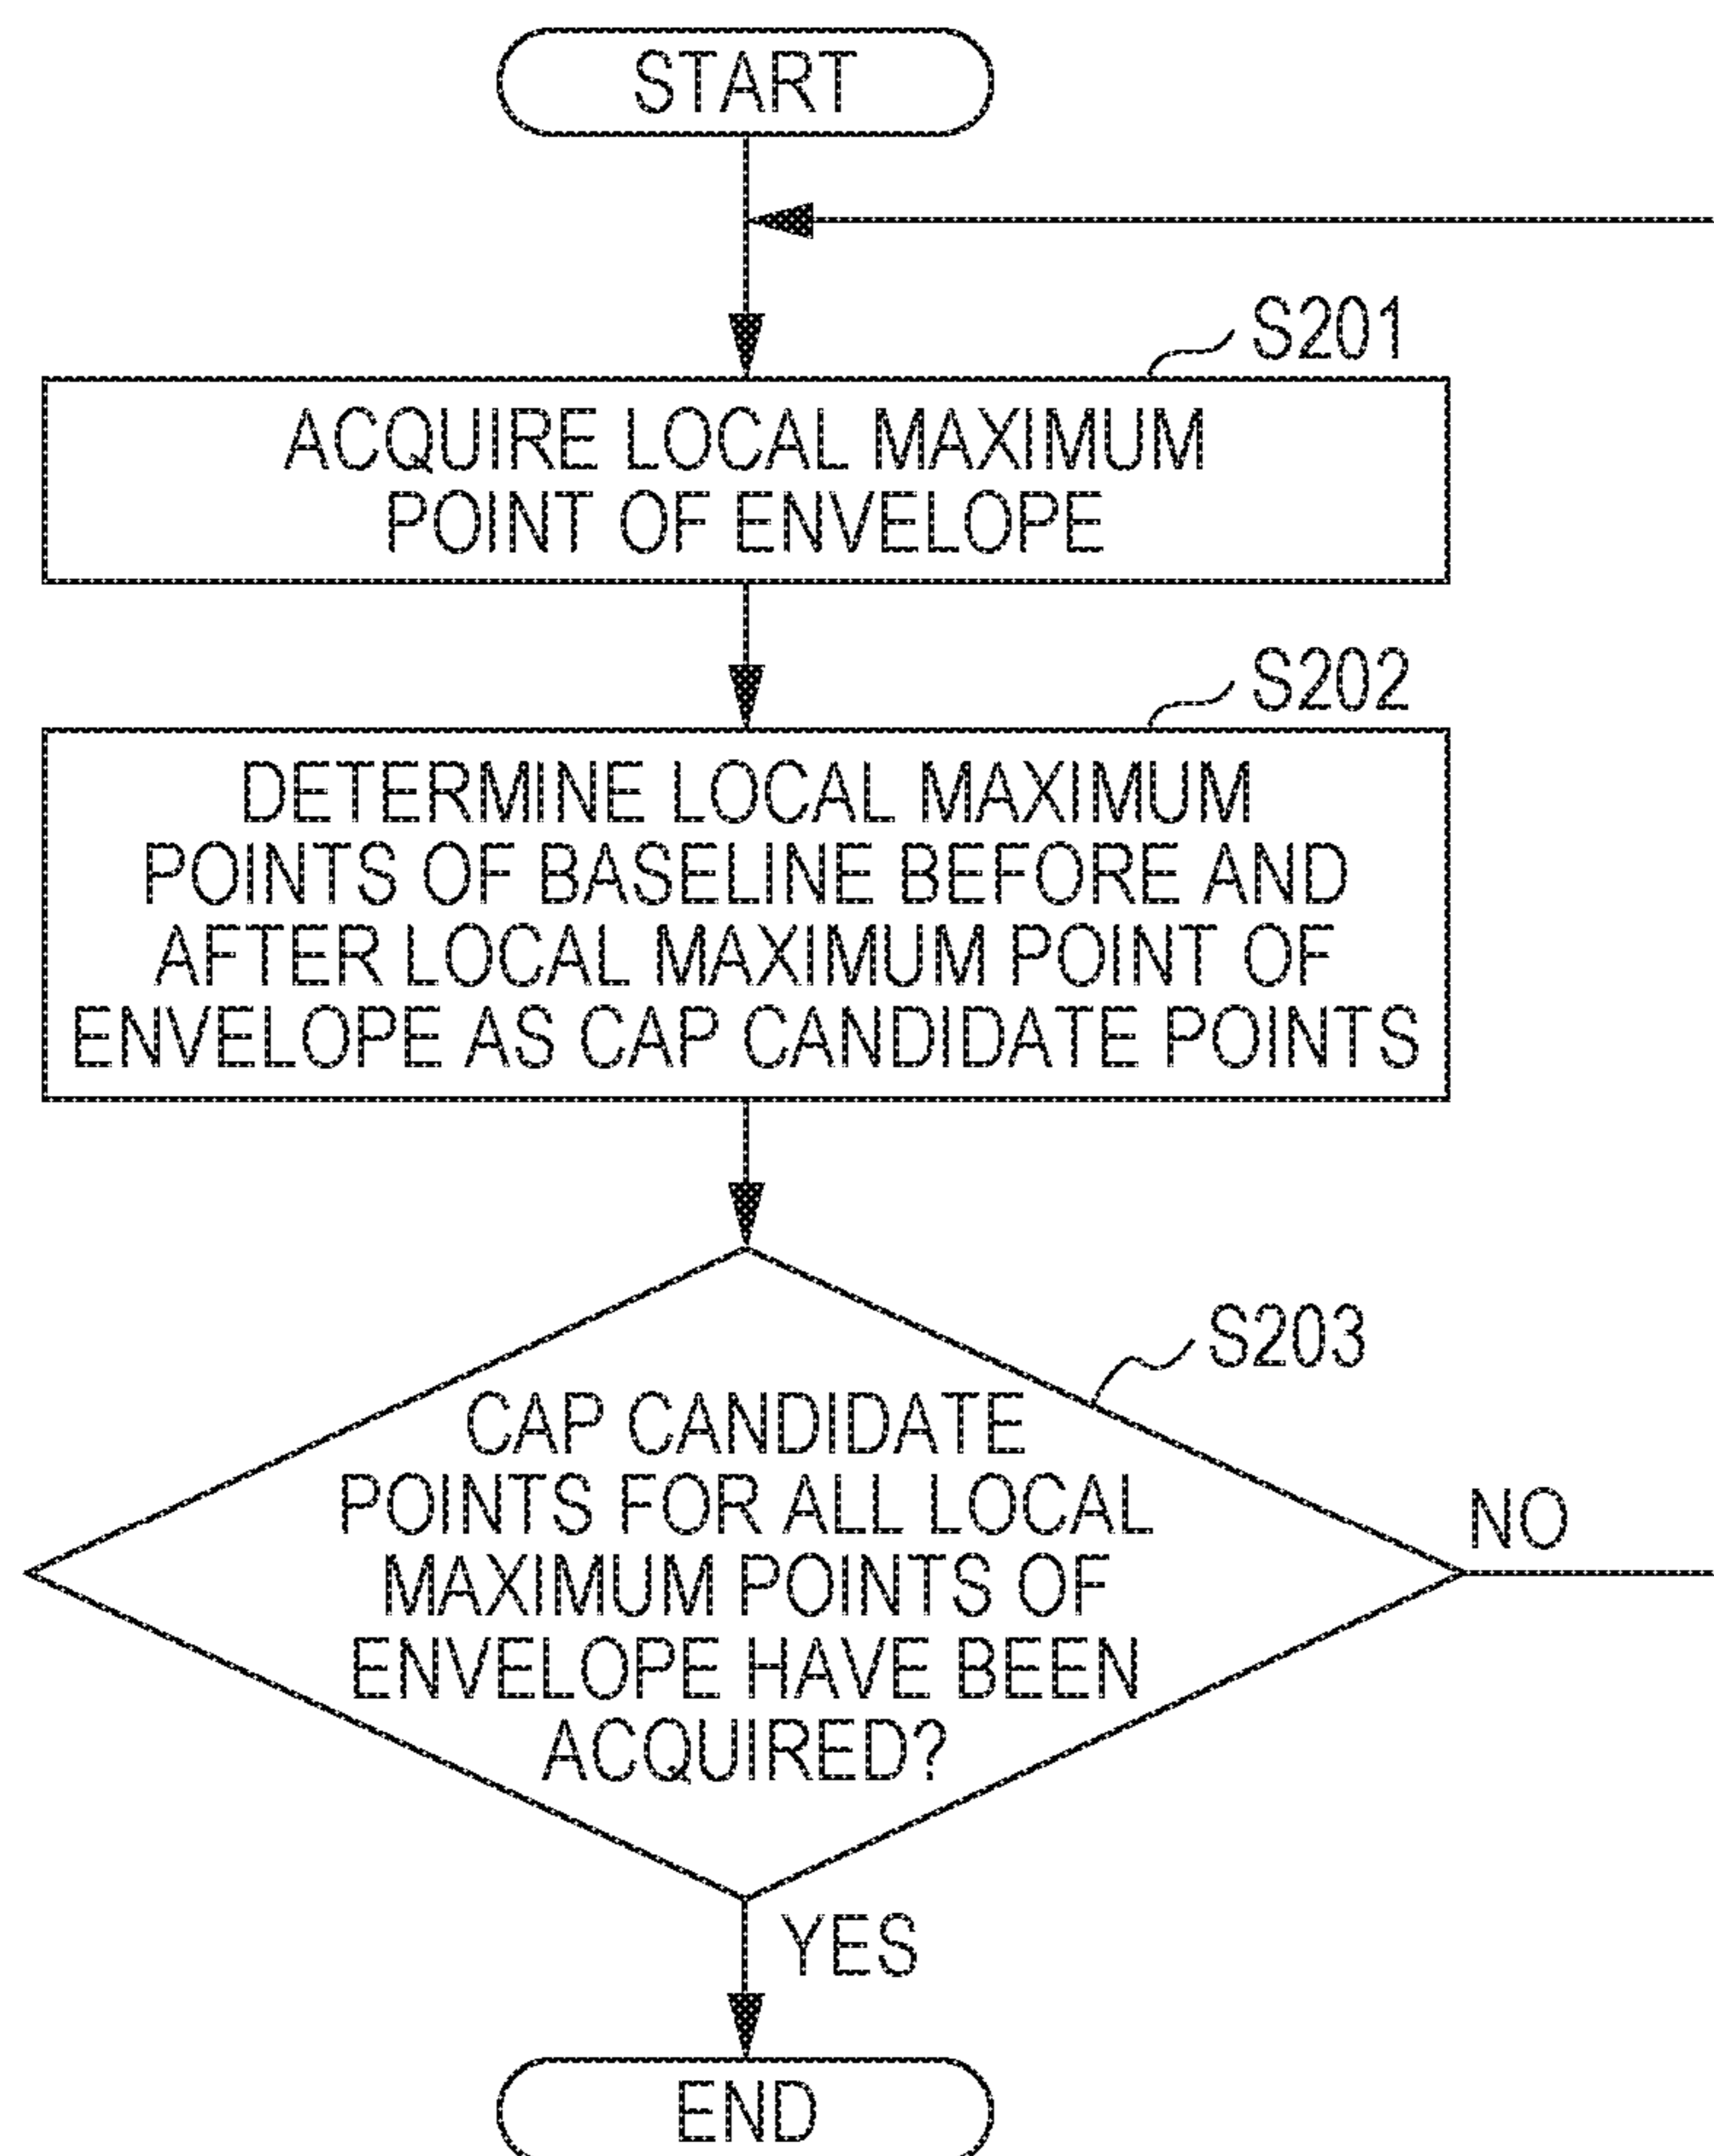 START
S201
ACQUIRE LOCAL MAXIMUM
POINT OF ENVELOPE
S202
DETERMINE LOCAL MAXIMUM
POINTS OF BASELINE BEFORE AND
AFTER LOCAL MAXIMUM POINT OF
ENVELOPE AS CAP CANDIDATE POINTS
S203
CAP CANDIDATE
POINTS FOR ALL LOCAL
MAXIMUM POINTS OF
ENVELOPE HAVE BEEN
ACQUIRED?
NO
YES
END